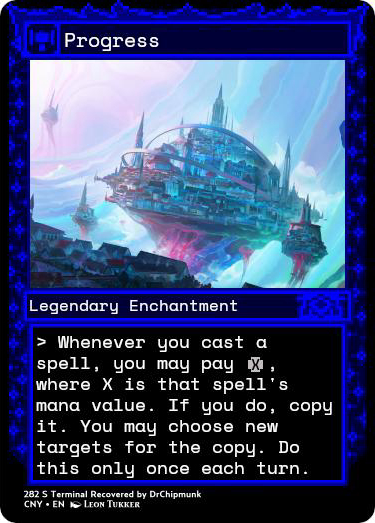 Progress
Legendary Enchantment
> Whenever you cast a
spell, you may pay X,
where X is that spell's
mana value. If you do, copy
it. You may choose new
targets for the copy. Do
this only once each turn.
282 S Terminal Recovered by DrChipmunk
CNY • EN Leon Tukker